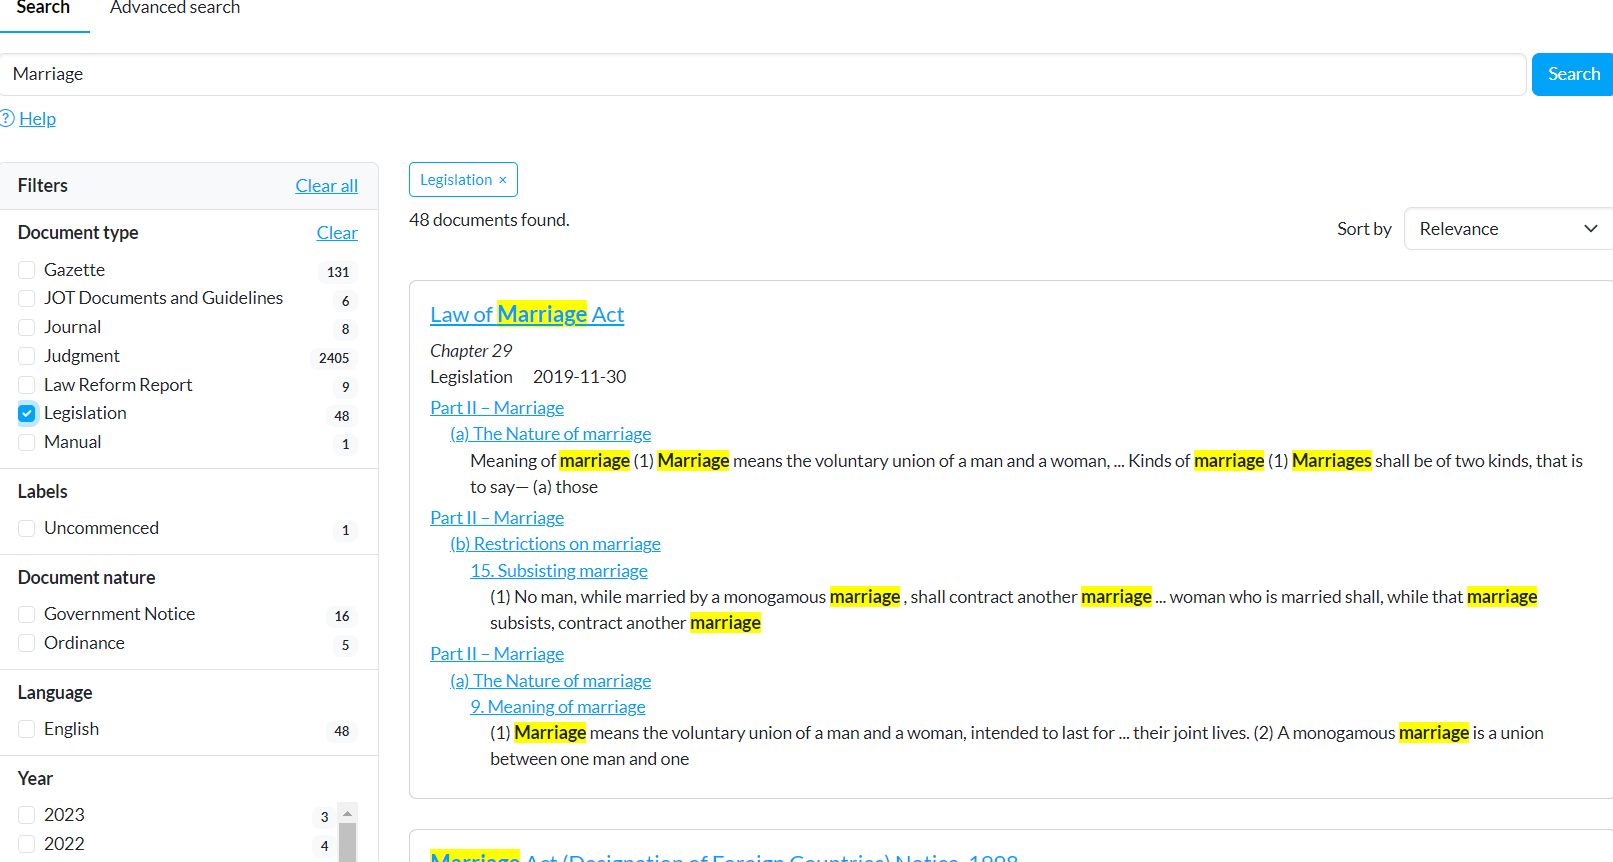 Search Advanced search
Marriage
Search
? Help
Filters Clear all
Document type Clear
Gazette 131
JOT Documents and Guidelines 6
Journal 8
Judgment 2405
Law Reform Report 9
Legislation 48
Manual 1
Labels
Uncommenced 1
Document nature
Government Notice 16
Ordinance 5
Language
English 48
Year
2023 3
2022 4
Legislation ×
48 documents found.
Sort by Relevance
Law of Marriage Act
Chapter 29
Legislation 2019-11-30
Part II – Marriage
(a) The Nature of marriage
Meaning of marriage (1) Marriage means the voluntary union of a man and a woman, ... Kinds of marriage (1) Marriages shall be of two kinds, that is
to say— (a) those
Part II – Marriage
(b) Restrictions on marriage
15. Subsisting marriage
(1) No man, while married by a monogamous marriage , shall contract another marriage ... woman who is married shall, while that marriage
subsists, contract another marriage
Part II – Marriage
(a) The Nature of marriage
9. Meaning of marriage
(1) Marriage means the voluntary union of a man and a woman, intended to last for ... their joint lives. (2) A monogamous marriage is a union
between one man and one
Marriage Act (Designation of Foreign Countries) Notice, 1998